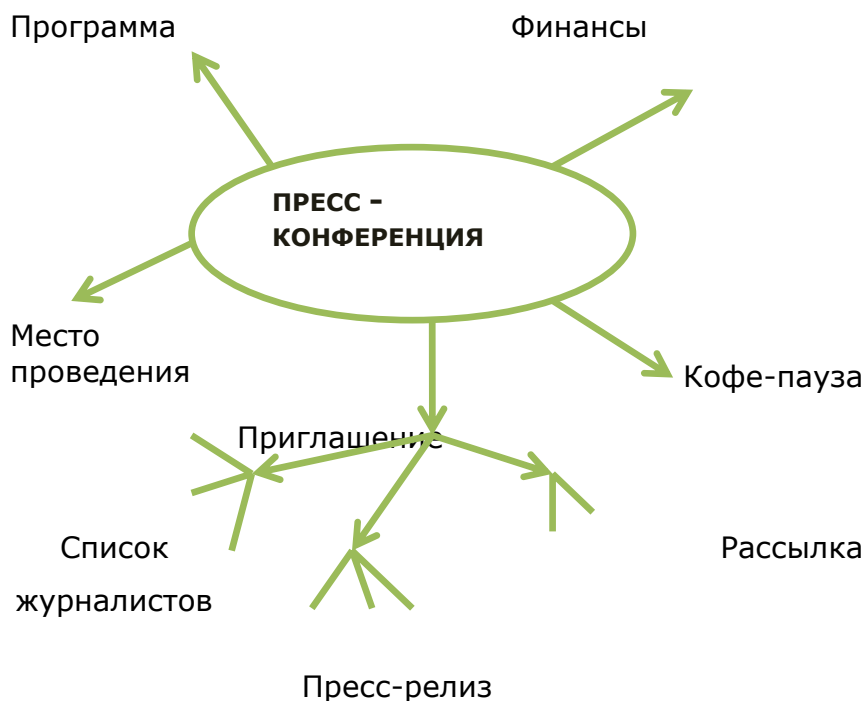 Программа
Финансы
ПРЕСС –
КОНФЕРЕНЦИЯ
Место
проведения
Кофе-пауза
Приглашение
Список
журналистов
Рассылка
Пресс-релиз